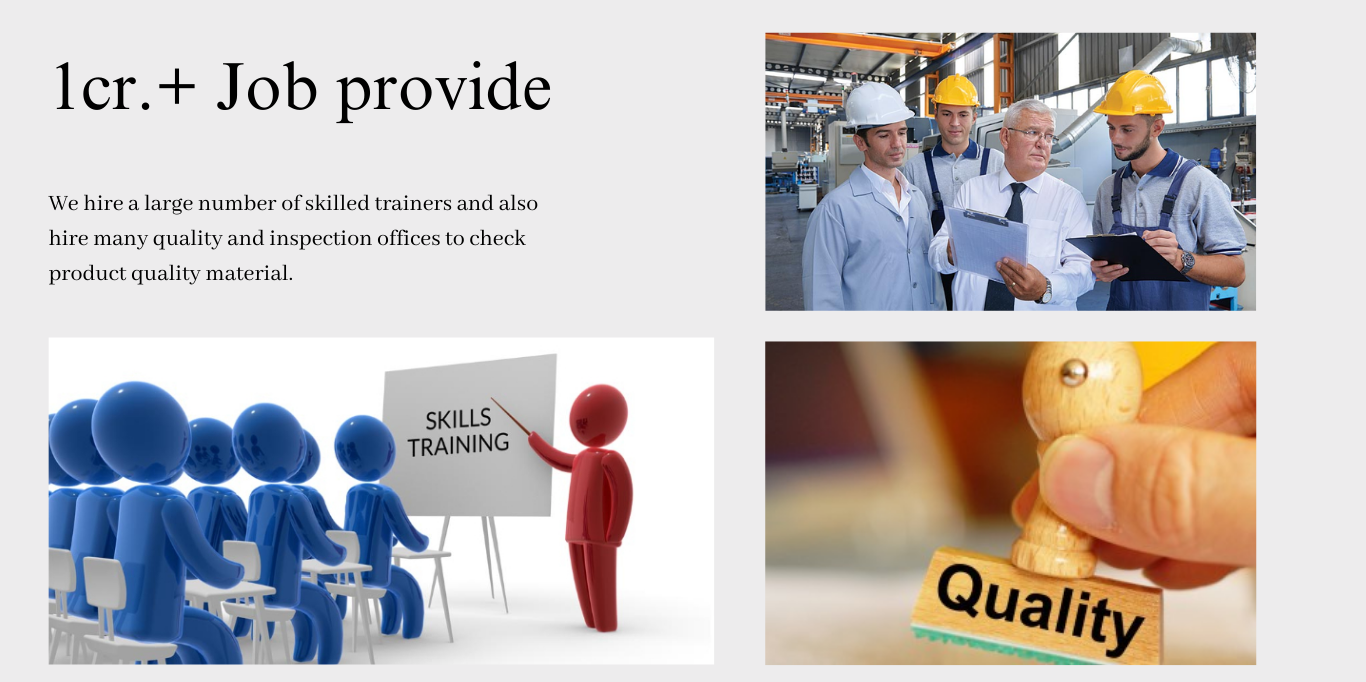 1cr.+ Job provide
We hire a large number of skilled trainers and also
hire many quality and inspection offices to check
product quality material.
SKILLS
TRAINING
Quality